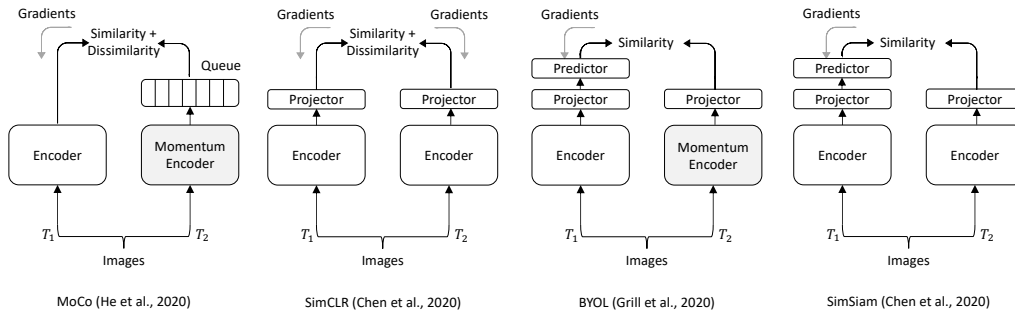 Gradients
Similarity +
Dissimilarity
Queue
Encoder
Momentum
Encoder
T₁
T₂
Images
MoCo (He et al., 2020)
Gradients
Similarity +
Dissimilarity
Gradients
Projector
Projector
Encoder
Encoder
T₁
T₂
Images
SimCLR (Chen et al., 2020)
Gradients
Similarity
Predictor
Projector
Projector
Encoder
Momentum
Encoder
T₁
T₂
Images
BYOL (Grill et al., 2020)
Gradients
Similarity
Predictor
Projector
Projector
Encoder
Encoder
T₁
T₂
Images
SimSiam (Chen et al., 2020)